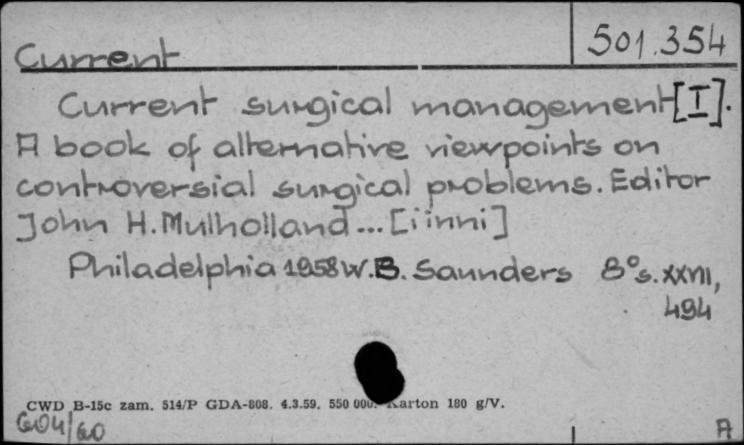 501.354
Current
Current surgical management [I].
A book of alternative viewpoints on
controversial surgical problems. Editor
John H. Mulholland... [i inni]
Philadelphia 1958 W.B. Saunders 8° s. XXVII,
494
CWD B-15c zam. 514/P GDA-808. 4.3.59. 550 000. Karton 180 g/V.
G04/60
A